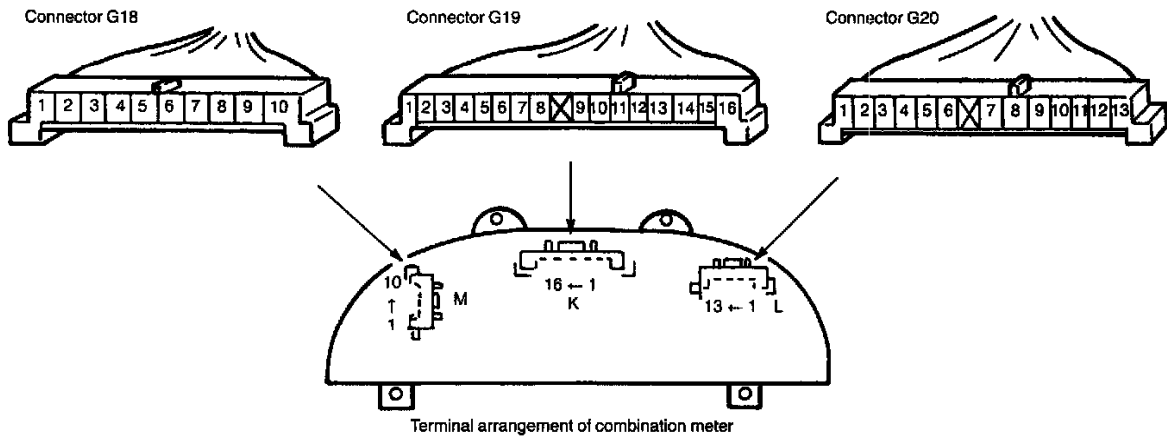 Connector G18
Connector G19
Connector G20
1 2 3 4 5 6 7 8 9 10
1 2 3 4 5 6 7 8 9 10 11 12 13 14 15 16
1 2 3 4 5 6 7 8 9 10 11 12 13
10
↑
1
M
16 ← 1
K
13 ← 1
L
Terminal arrangement of combination meter